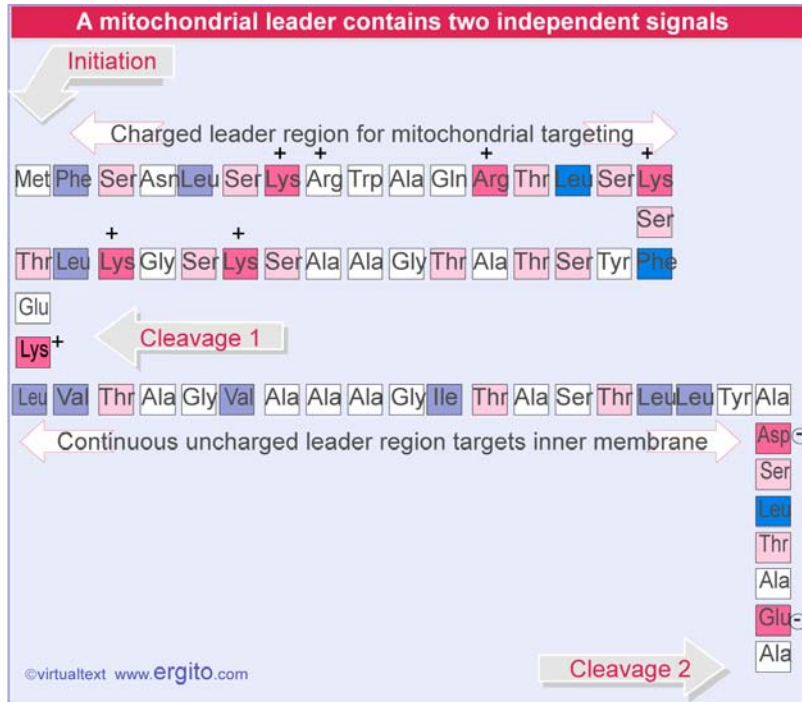 A mitochondrial leader contains two independent signals
Initiation
Charged leader region for mitochondrial targeting
+ + + +
Met Phe Ser Asn Leu Ser Lys Arg Trp Ala Gln Arg Thr Leu Ser Lys
Ser
+ +
Thr Leu Lys Gly Ser Lys Ser Ala Ala Gly Thr Ala Thr Ser Tyr Phe
Glu
Cleavage 1
Lys +
Leu Val Thr Ala Gly Val Ala Ala Ala Gly Ile Thr Ala Ser Thr Leu Leu Tyr Ala
Continuous uncharged leader region targets inner membrane
Asp -
Ser
Leu
Thr
Ala
Glu -
Ala
Cleavage 2
©virtualtext www.ergito.com